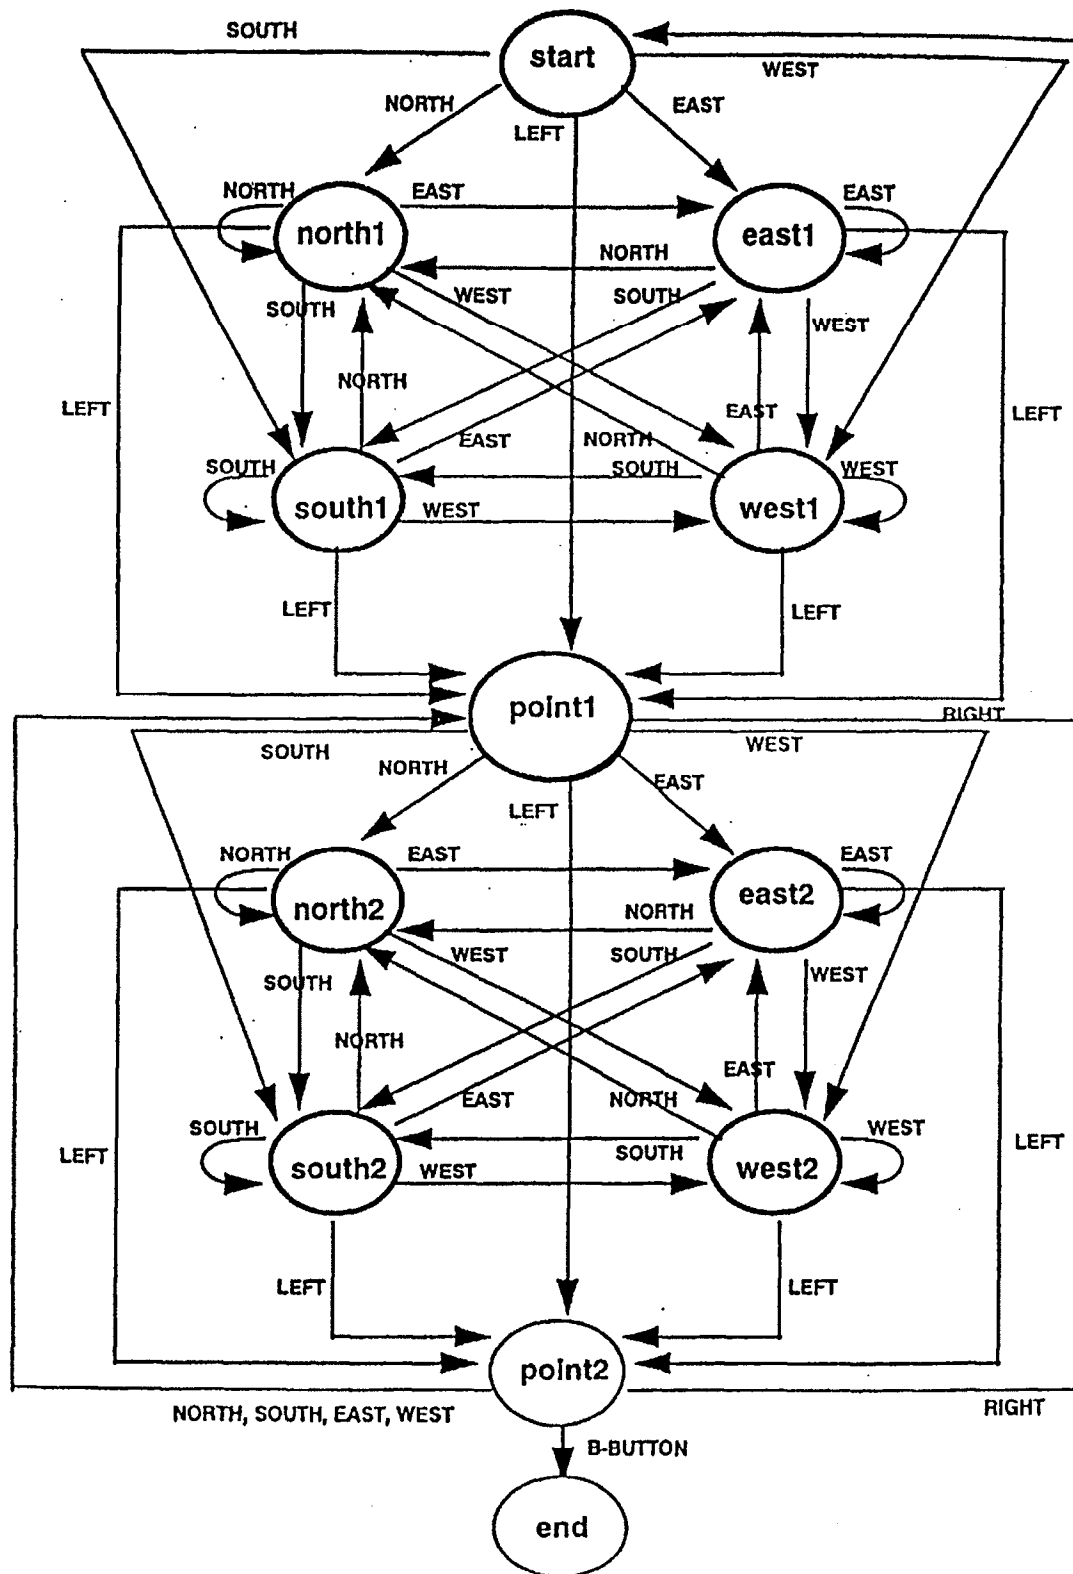 SOUTH
start
WEST
NORTH
EAST
LEFT
NORTH
EAST
EAST
north1
east1
NORTH
SOUTH
WEST
SOUTH
WEST
NORTH
LEFT
EAST
LEFT
EAST
NORTH
SOUTH
SOUTH
WEST
south1
WEST
west1
LEFT
LEFT
point1
RIGHT
SOUTH
WEST
NORTH
EAST
LEFT
NORTH
EAST
EAST
north2
east2
NORTH
WEST
SOUTH
SOUTH
WEST
NORTH
EAST
EAST
NORTH
SOUTH
WEST
LEFT
LEFT
SOUTH
south2
WEST
west2
LEFT
LEFT
point2
NORTH, SOUTH, EAST, WEST
RIGHT
B-BUTTON
end